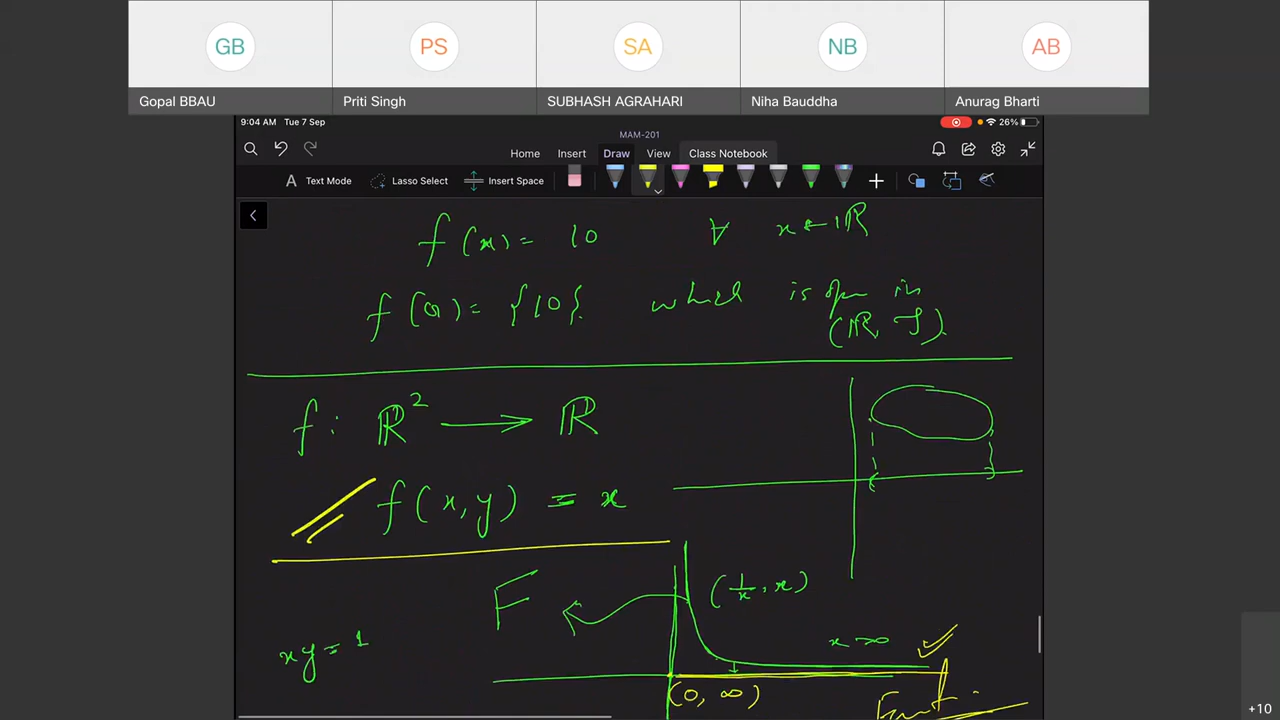 GB PS SA NB AB
Gopal BBAU Priti Singh SUBHASH AGRAHARI Niha Bauddha Anurag Bharti
9:04 AM Tue 7 Sep 26%
MAM-201
Home Insert Draw View Class Notebook
A Text Mode Lasso Select Insert Space
f(x) = 10 ∀ x ∈ ℝ
f(G) = {10} which is open in
(ℝ, J).
f: ℝ² → ℝ
f(x, y) = x
F (1/x, x)
xy = 1 x > 0
(0, ∞)
+10